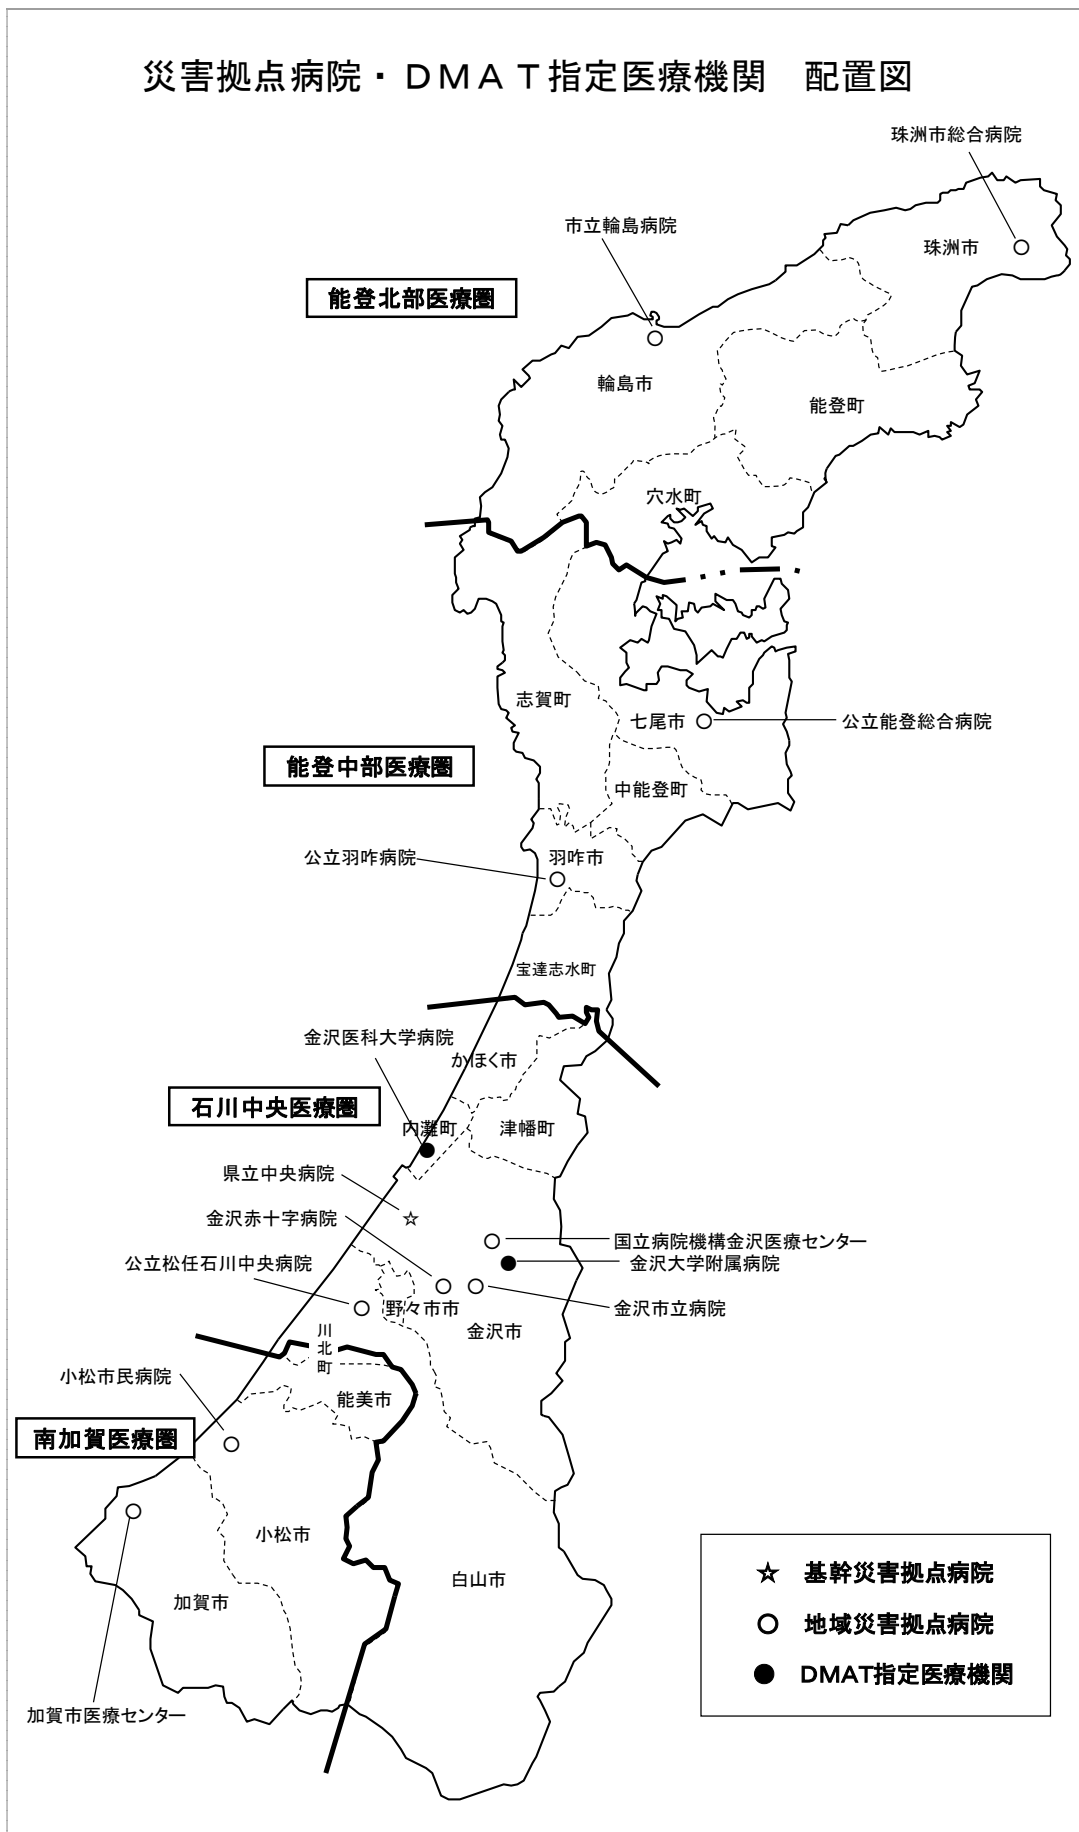 災害拠点病院・ＤＭＡＴ指定医療機関　配置図
珠洲市総合病院
市立輪島病院
珠洲市
能登北部医療圏
輪島市
能登町
穴水町
志賀町
七尾市
公立能登総合病院
能登中部医療圏
中能登町
公立羽咋病院
羽咋市
宝達志水町
金沢医科大学病院
かほく市
石川中央医療圏
内灘町
津幡町
県立中央病院
金沢赤十字病院
国立病院機構金沢医療センター
公立松任石川中央病院
金沢大学附属病院
野々市市
金沢市立病院
金沢市
川北町
小松市民病院
能美市
南加賀医療圏
小松市
加賀市
白山市
加賀市医療センター
☆ 基幹災害拠点病院
○ 地域災害拠点病院
● DMAT指定医療機関